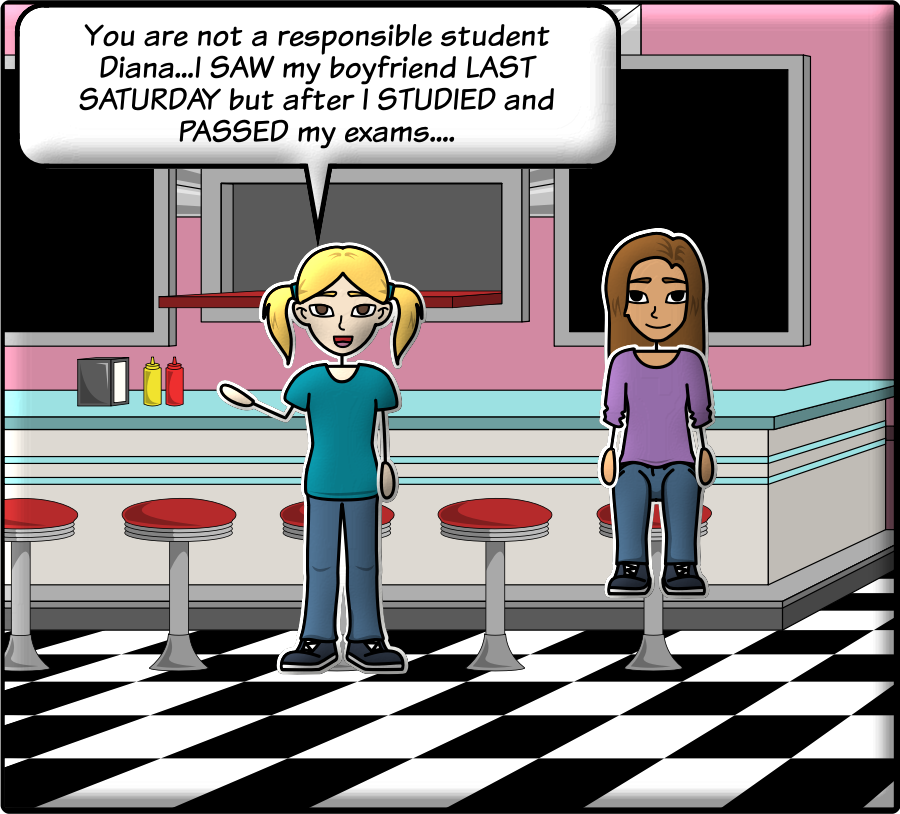 You are not a responsible student
Diana...I SAW my boyfriend LAST
SATURDAY but after I STUDIED and
PASSED my exams....